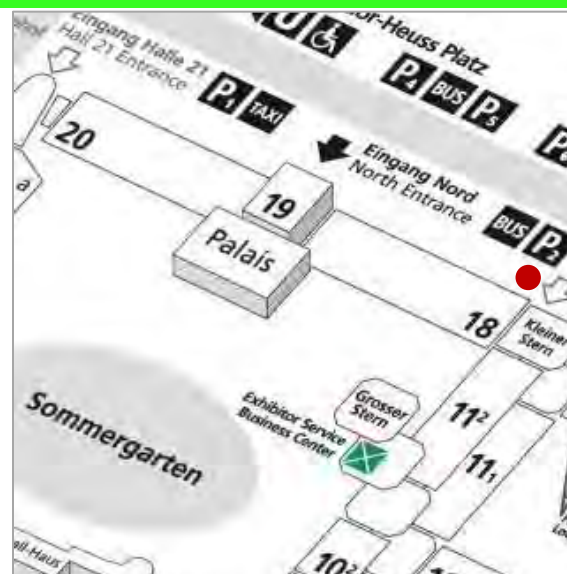 or-Heuss Platz
U
P4 BUS P5
Eingang Halle 21
Hall 21 Entrance
P1 TAXI
Eingang Nord
North Entrance
BUS P2
20
a
19
Palais
18
Kleiner
Stern
Grosser
Stern
Exhibitor Service
Business Center
11²
11₁
Sommergarten
10²